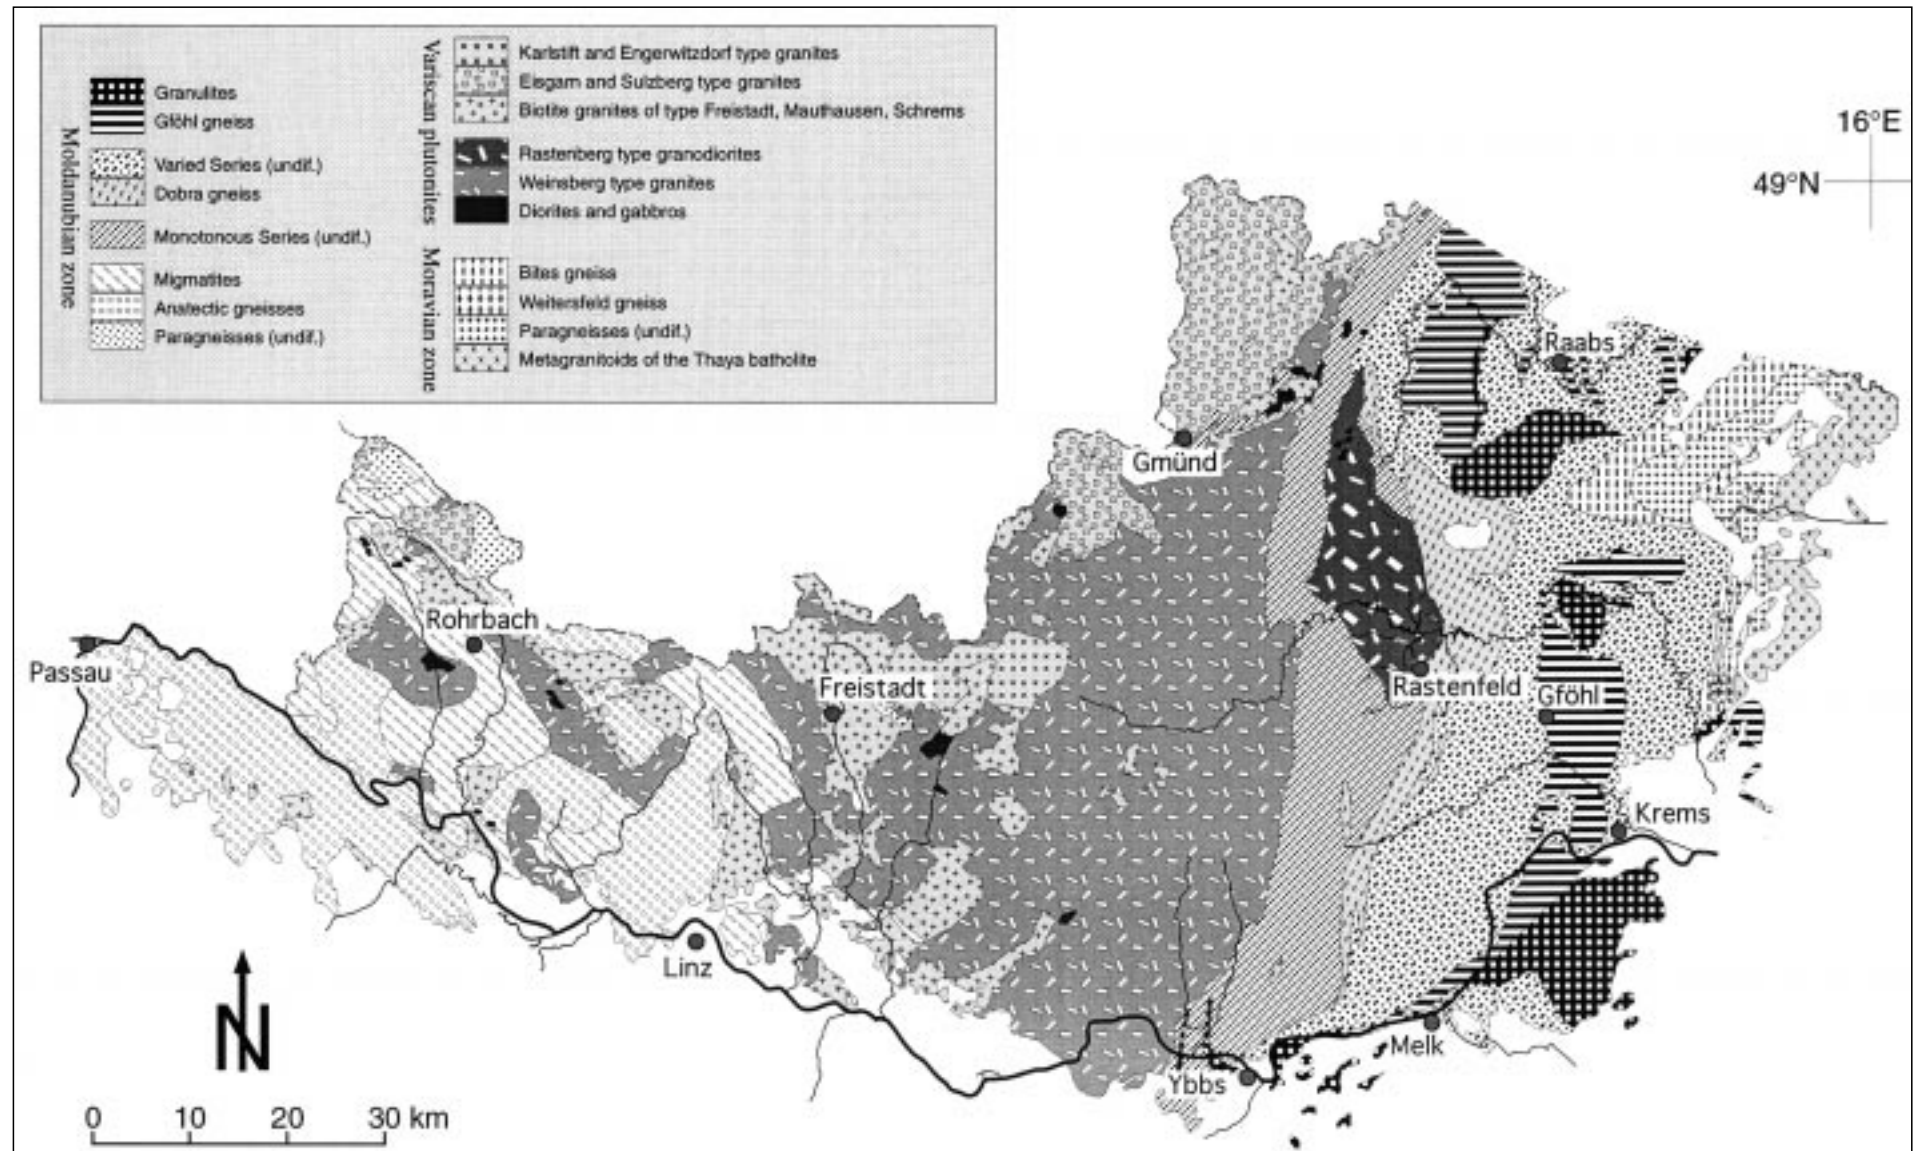 Moldanubian zone
Granulites
Gföhl gneiss
Varied Series (undif.)
Dobra gneiss
Monotonous Series (undif.)
Migmatites
Anatectic gneisses
Paragneisses (undif.)
Variscan plutonites
Karlstift and Engerwitzdorf type granites
Eisgarn and Sulzberg type granites
Biotite granites of type Freistadt, Mauthausen, Schrems
Rastenberg type granodiorites
Weinsberg type granites
Diorites and gabbros
Moravian zone
Bites gneiss
Weitersfeld gneiss
Paragneisses (undif.)
Metagranitoids of the Thaya batholite
16°E
49°N
Raabs
Gmünd
Rohrbach
Passau
Freistadt
Rastenfeld
Gföhl
Krems
Linz
Melk
Ybbs
N
0 10 20 30 km